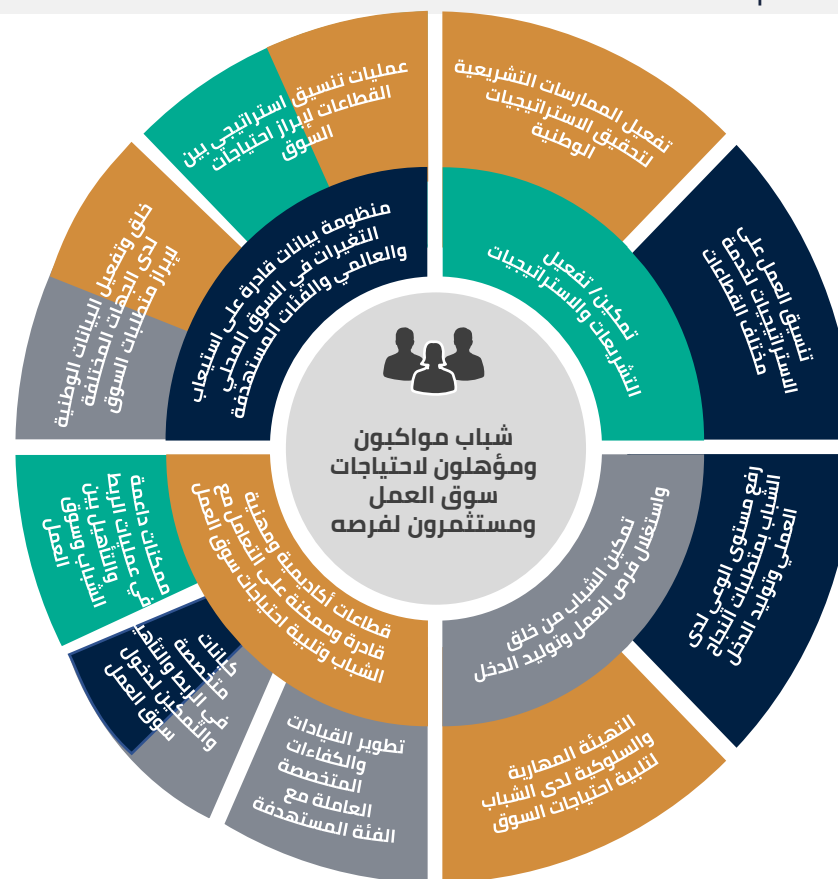 عمليات تنسيق استراتيجي بين
القطاعات لإبراز احتياجات
السوق
تفعيل الممارسات التشريعية
لتحقيق الاستراتيجيات
الوطنية
تنسيق العمل على
الاستراتيجيات لخدمة
مختلف القطاعات
تمكين/ تفعيل
التشريعات والاستراتيجيات
منظومة بيانات قادرة على استيعاب
التغيرات في السوق المحلي
والعالمي والفئات المستهدفة
خلق وتفعيل البيانات الوطنية
لدى الجهات المختلفة
لإبراز متطلبات السوق
شباب مواكبون
ومؤهلون لاحتياجات
سوق العمل
ومستثمرون لفرصه
رفع مستوى الوعي لدى
الشباب بمتطلبات النجاح
العملي وتوليد الدخل
تمكين الشباب من خلق
واستغلال فرص العمل وتوليد الدخل
التهيئة المهارية
والسلوكية لدى الشباب
لتلبية احتياجات السوق
قطاعات أكاديمية ومهنية
قادرة وممكنة على التعامل مع
الشباب وتلبية احتياجات سوق العمل
ممكنات داعمة
في عمليات الربط
والتأهيل بين
الشباب وسوق
العمل
كيانات
متخصصة
في الربط والتأهيل
والتمكين لدخول
سوق العمل
تطوير القيادات
والكفاءات
المتخصصة
العاملة مع
الفئة المستهدفة